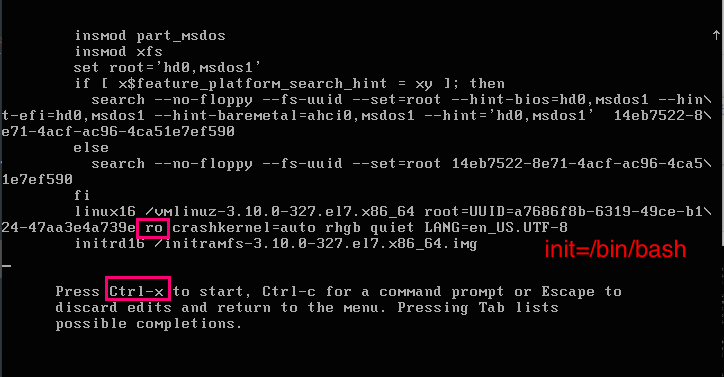 insmod part_msdos
insmod xfs
set root='hd0,msdos1'
if [ x$feature_platform_search_hint = xy ]; then
search --no-floppy --fs-uuid --set=root --hint-bios=hd0,msdos1 --hin\
t-efi=hd0,msdos1 --hint-baremetal=ahci0,msdos1 --hint='hd0,msdos1'  14eb7522-8\
e71-4acf-ac96-4ca51e7ef590
else
search --no-floppy --fs-uuid --set=root 14eb7522-8e71-4acf-ac96-4ca5\
1e7ef590
fi
linux16 /vmlinuz-3.10.0-327.el7.x86_64 root=UUID=a7686f8b-6319-49ce-b1\
24-47aa3e4a739e ro crashkernel=auto rhgb quiet LANG=en_US.UTF-8
initrd16 /initramfs-3.10.0-327.el7.x86_64.img
init=/bin/bash
Press Ctrl-x to start, Ctrl-c for a command prompt or Escape to
discard edits and return to the menu. Pressing Tab lists
possible completions.